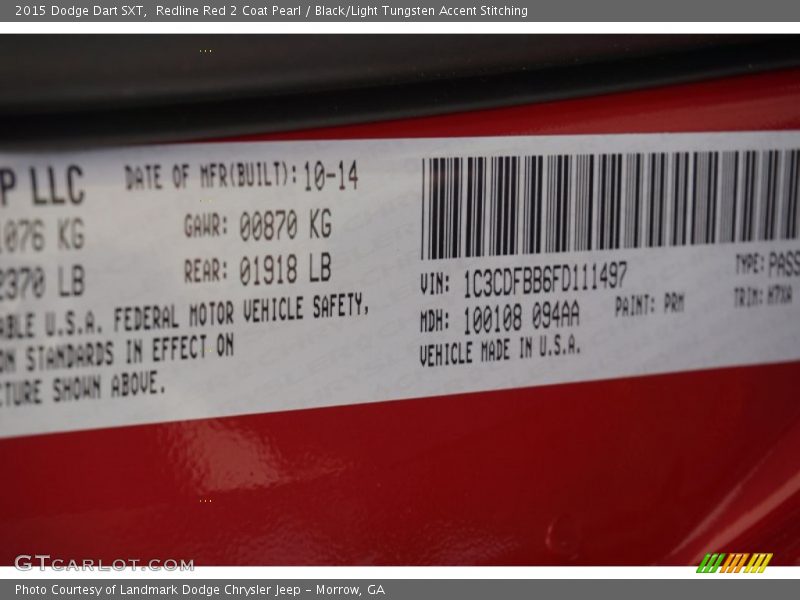 2015 Dodge Dart SXT,  Redline Red 2 Coat Pearl / Black/Light Tungsten Accent Stitching
P LLC
DATE OF MFR(BUILT): 10-14
1076 KG
GAWR: 00870 KG
2370 LB
REAR: 01918 LB
ABLE U.S.A. FEDERAL MOTOR VEHICLE SAFETY,
ON STANDARDS IN EFFECT ON
CTURE SHOWN ABOVE.
VIN: 1C3CDFBB6FD111497
TYPE: PASS
MDH: 100108 094AA
PAINT: PRM
TRIM: H7XA
VEHICLE MADE IN U.S.A.
GTCARLOT.COM
Photo Courtesy of Landmark Dodge Chrysler Jeep – Morrow, GA